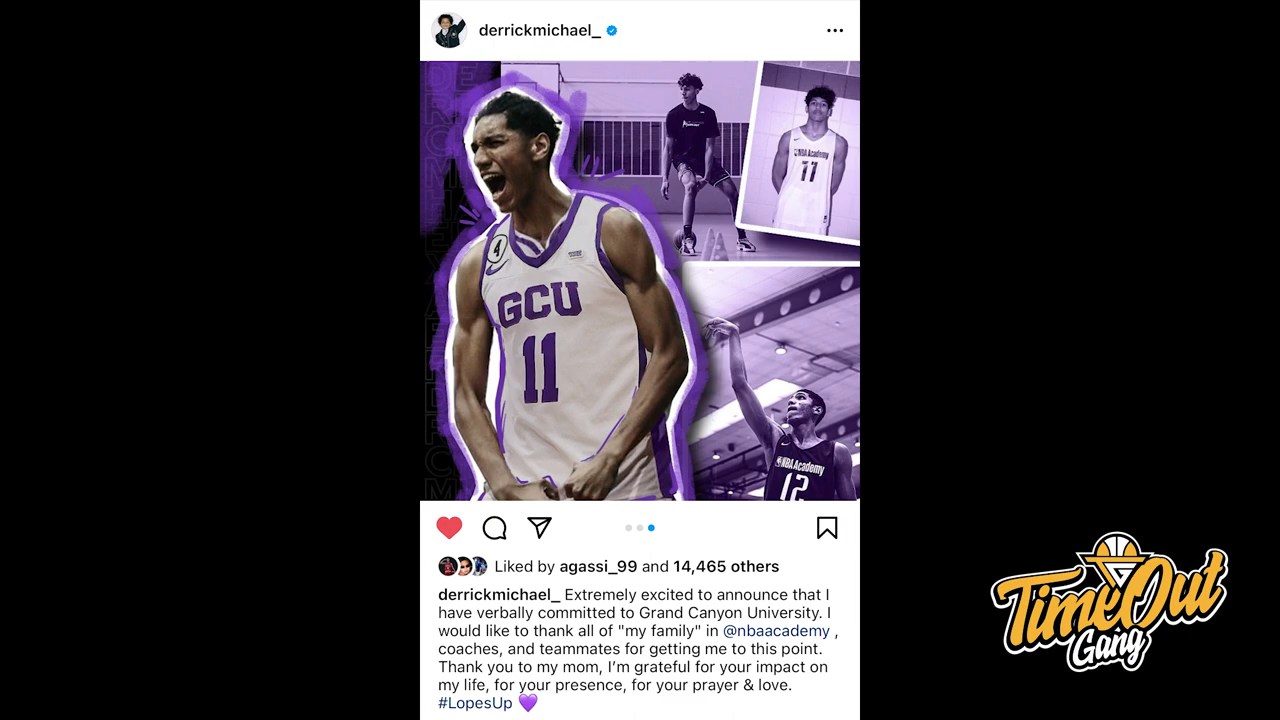 derrickmichael_
4
GCU
11
NBA Academy
11
NBA Academy
12
Liked by agassi_99 and 14,465 others
derrickmichael_ Extremely excited to announce that I
have verbally committed to Grand Canyon University. I
would like to thank all of "my family" in @nbaacademy ,
coaches, and teammates for getting me to this point.
Thank you to my mom, I'm grateful for your impact on
my life, for your presence, for your prayer & love.
#LopesUp 💜
TimeOut
Gang